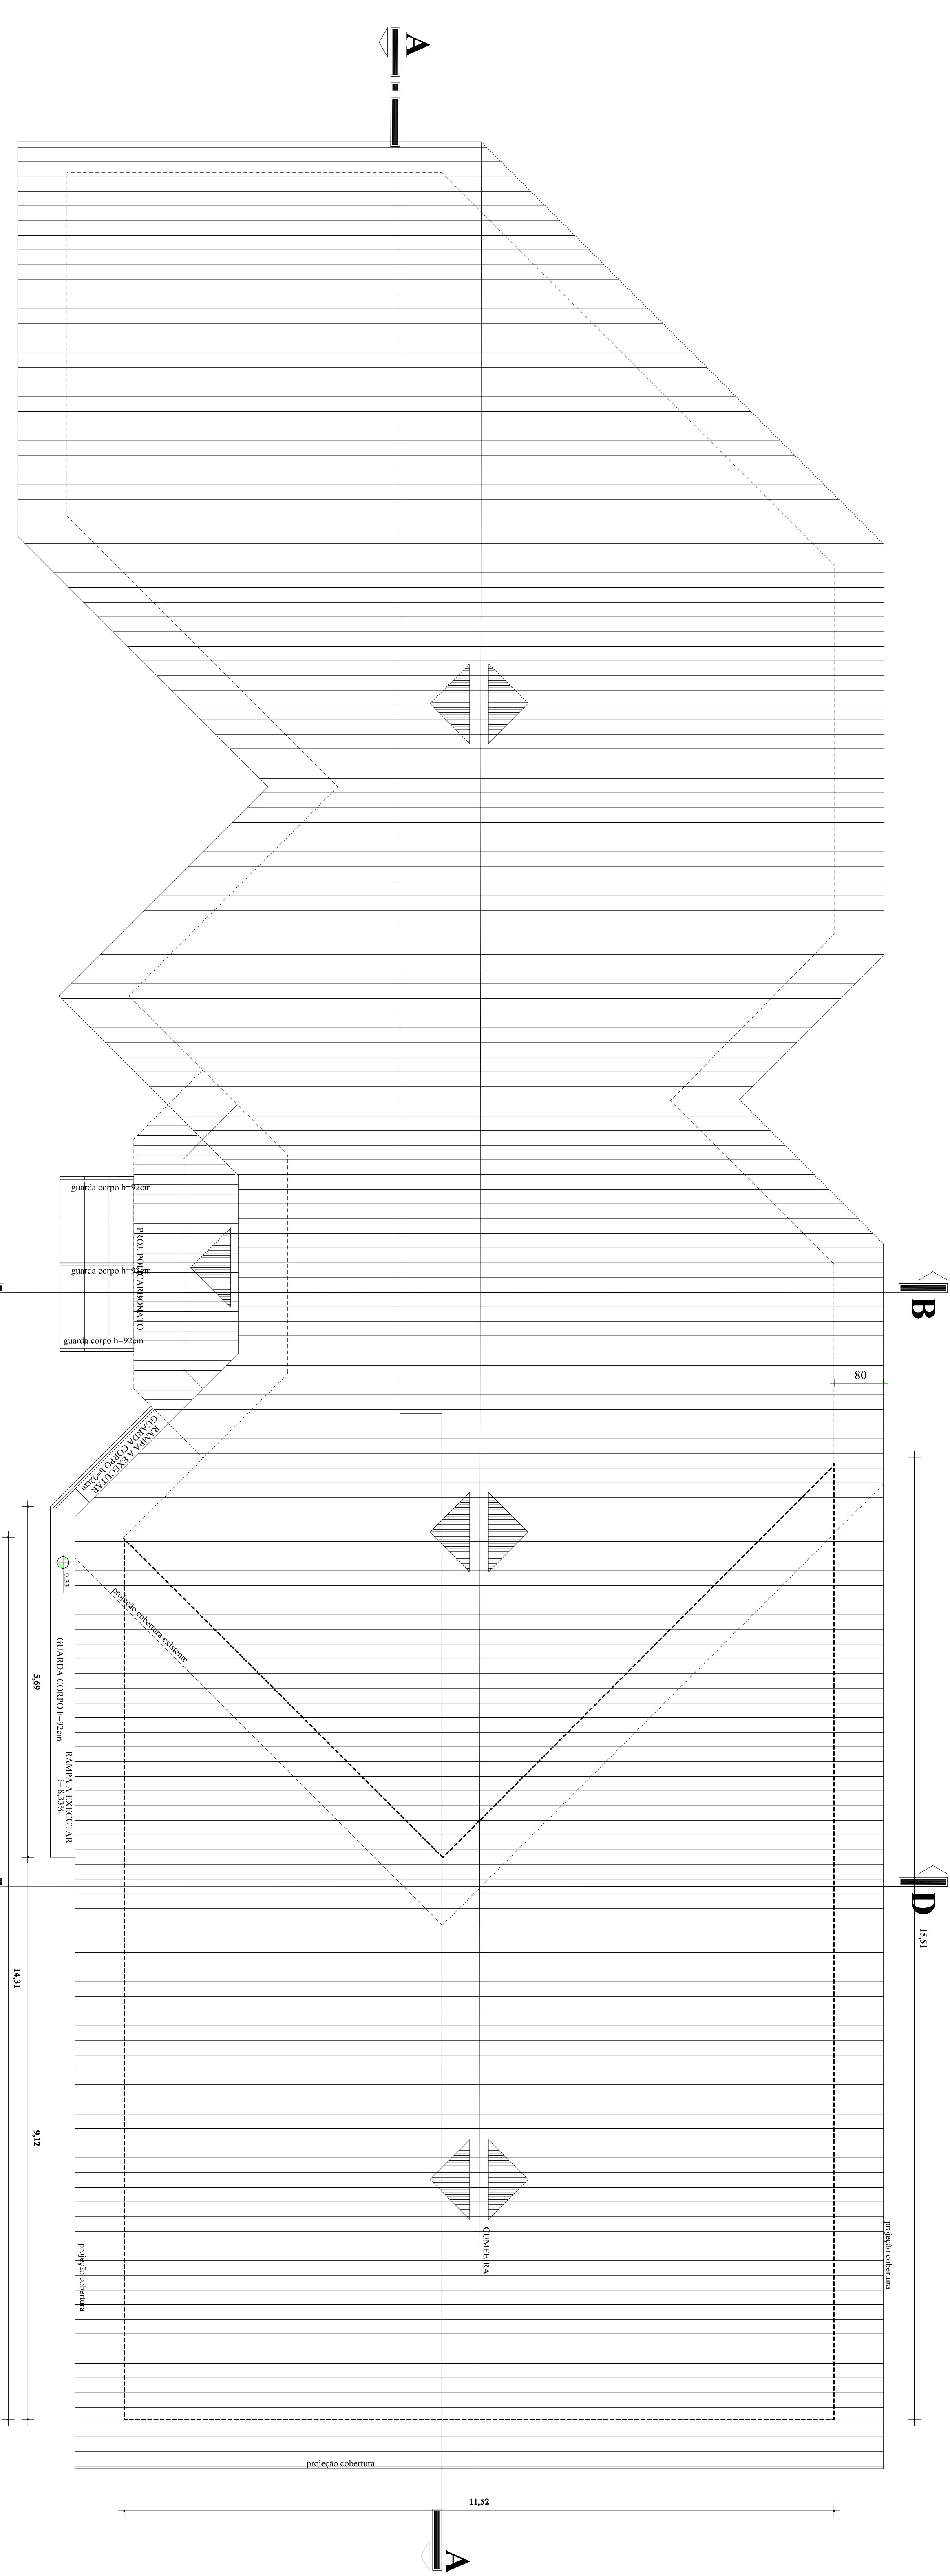 A
guarda corpo h=92cm
PROJ. POLICARBONATO
guarda corpo h=92cm
B
guarda corpo h=92cm
80
RAMPA A EXECUTAR
GUARDA CORPO h=92cm
0.33
projeção cobertura existente
GUARDA CORPO h=92cm
5,69
RAMPA A EXECUTAR
i= 8,33%
D
15,51
14,31
9,12
CUMEEIRA
projeção cobertura
projeção cobertura
projeção cobertura
11,52
A